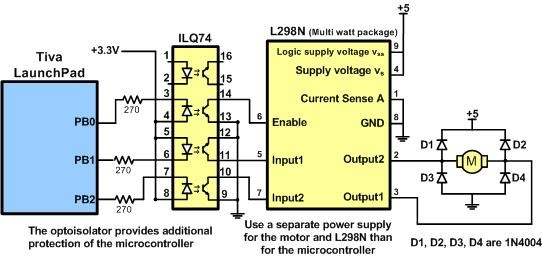 ILQ74
L298N (Multi watt package)
+5
Tiva
LaunchPad
+3.3V
1
16
Logic supply voltage vss
9
2
15
Supply voltage vs
4
3
14
Current Sense A
1
PB0
270
4
13
6
Enable
GND
8
+5
5
12
D1
D2
PB1
270
6
11
5
Input1
Output2
2
M
7
10
D3
D4
PB2
270
8
9
7
Input2
Output1
3
The optoisolator provides additional
protection of the microcontroller
Use a separate power supply
for the motor and L298N than
for the microcontroller
D1, D2, D3, D4 are 1N4004